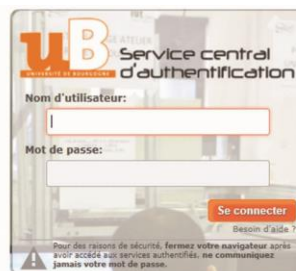 uB
UNIVERSITÉ DE BOURGOGNE
Service central
d'authentification
Nom d'utilisateur:
Mot de passe:
Se connecter
Besoin d'aide ?
Pour des raisons de sécurité, fermez votre navigateur après
avoir accédé aux services authentifiés. ne communiquez
jamais votre mot de passe.